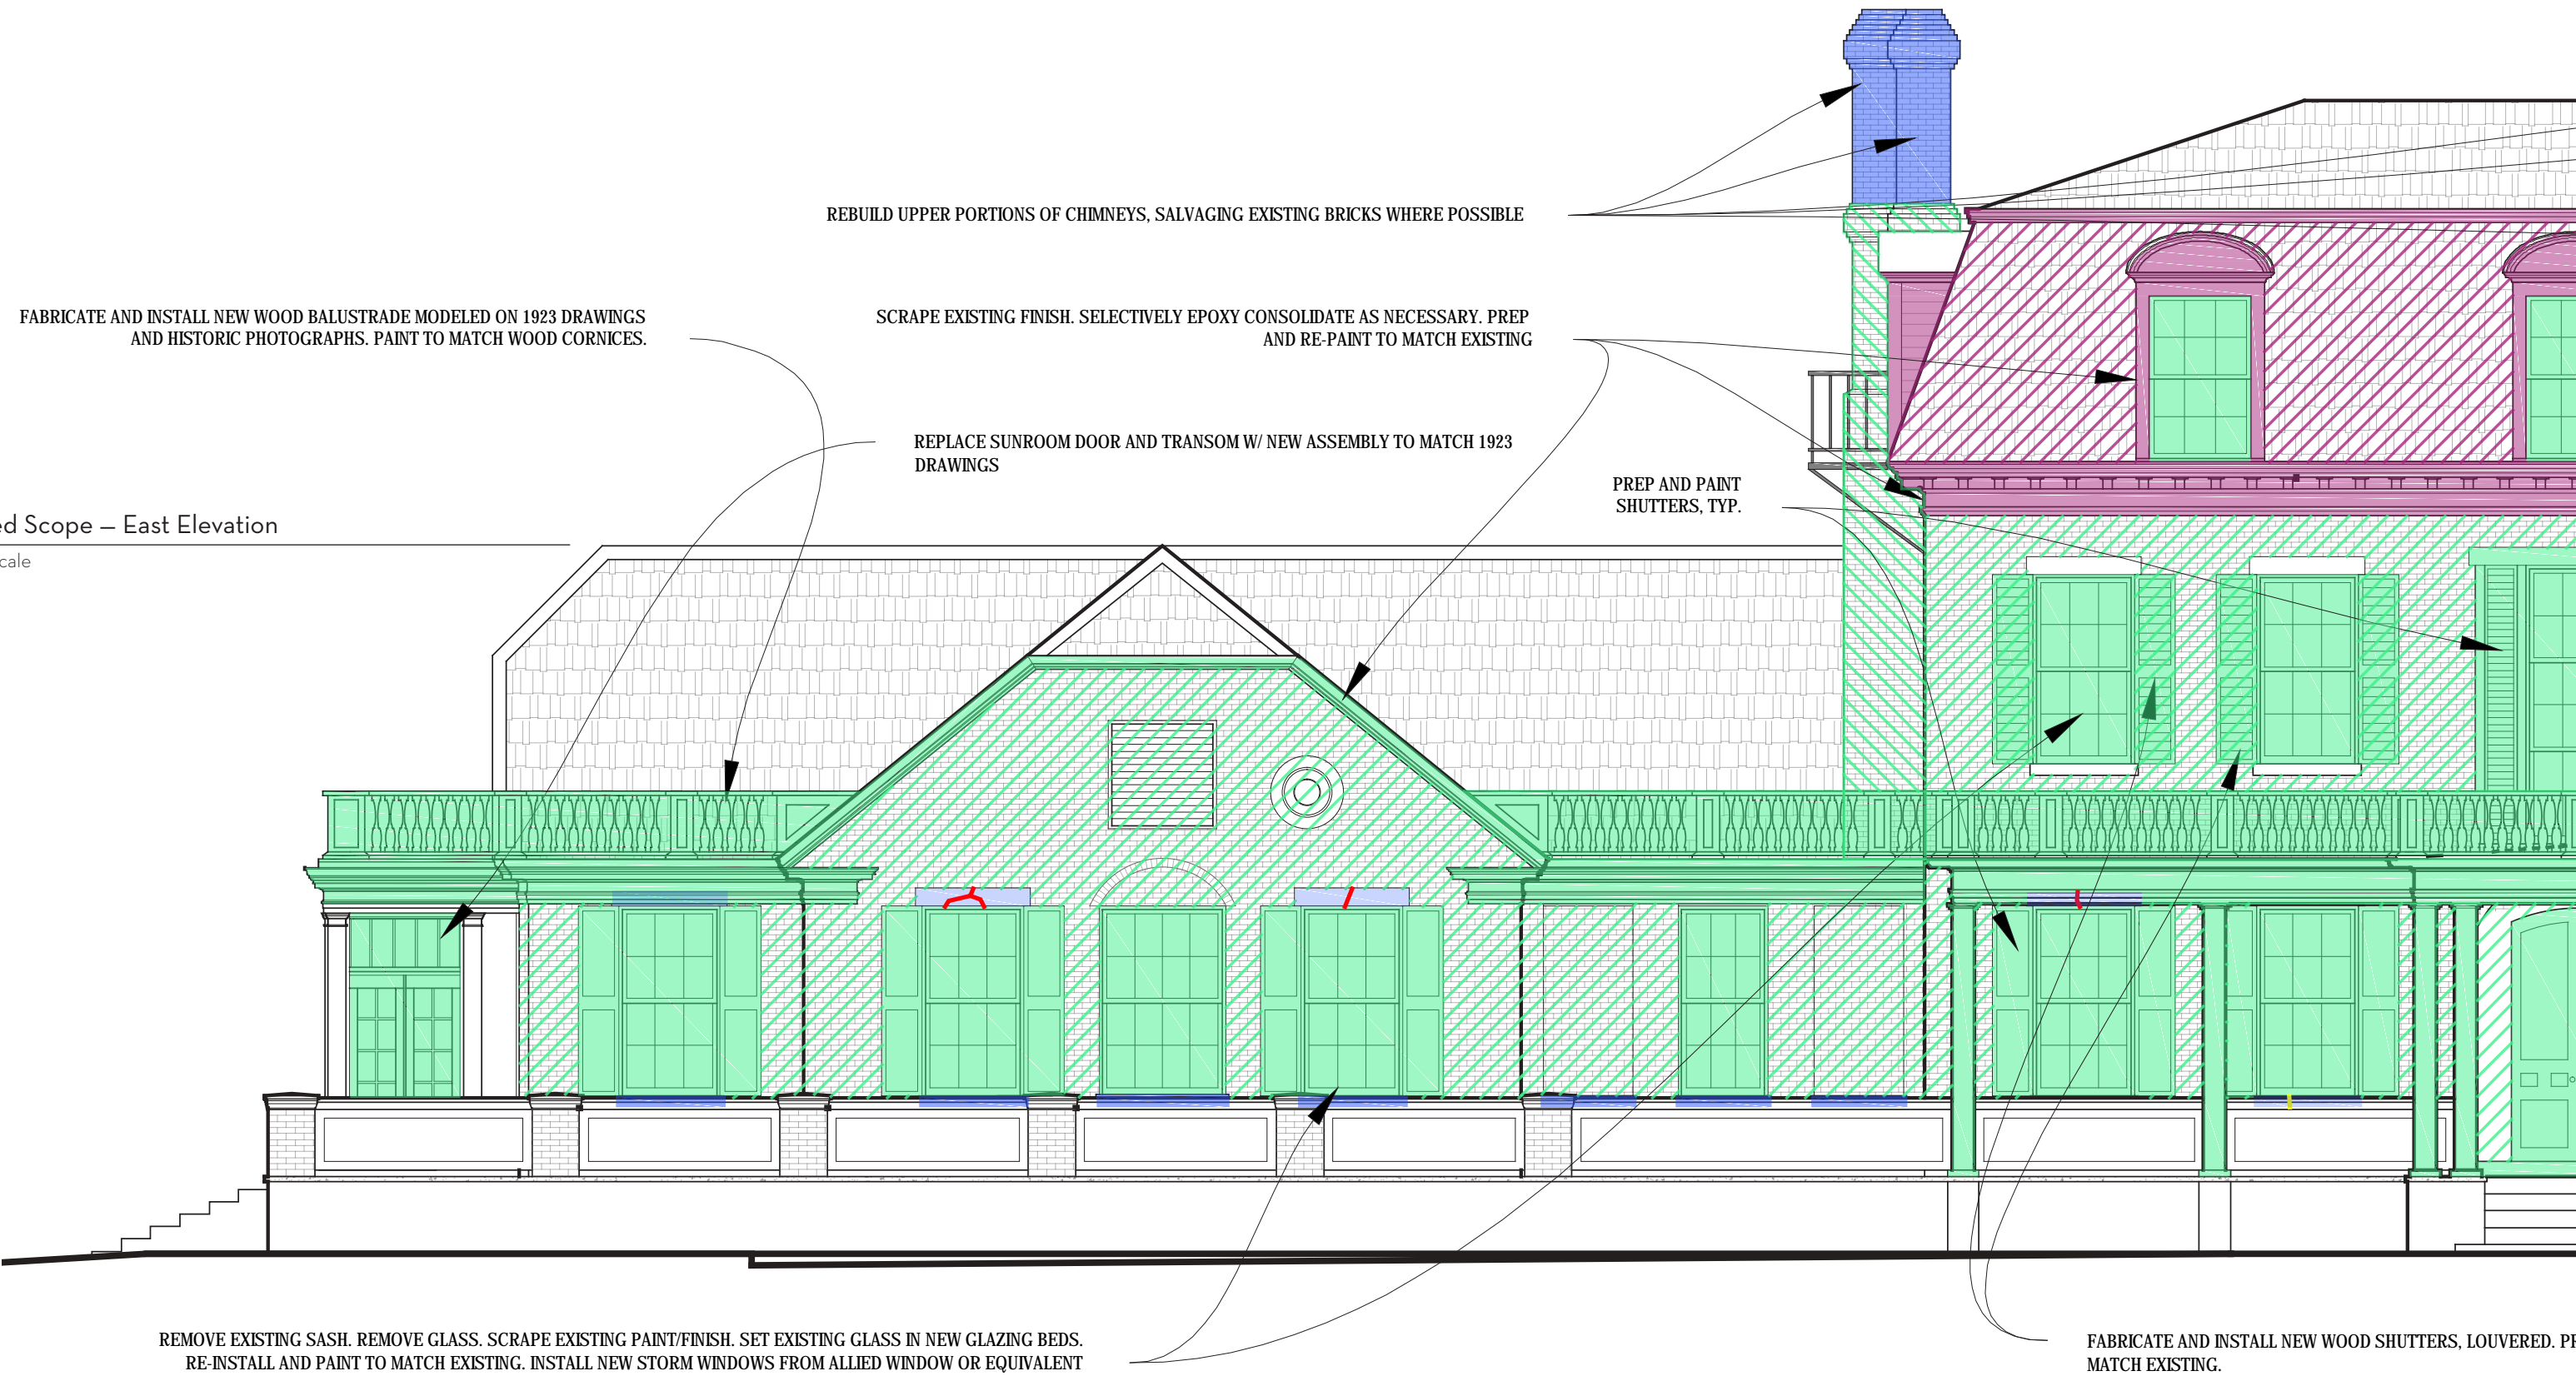 REBUILD UPPER PORTIONS OF CHIMNEYS, SALVAGING EXISTING BRICKS WHERE POSSIBLE
FABRICATE AND INSTALL NEW WOOD BALUSTRADE MODELED ON 1923 DRAWINGS
AND HISTORIC PHOTOGRAPHS. PAINT TO MATCH WOOD CORNICES.
SCRAPE EXISTING FINISH. SELECTIVELY EPOXY CONSOLIDATE AS NECESSARY. PREP
AND RE-PAINT TO MATCH EXISTING
REPLACE SUNROOM DOOR AND TRANSOM W/ NEW ASSEMBLY TO MATCH 1923
DRAWINGS
PREP AND PAINT
SHUTTERS, TYP.
ed Scope — East Elevation
cale
REMOVE EXISTING SASH. REMOVE GLASS. SCRAPE EXISTING PAINT/FINISH. SET EXISTING GLASS IN NEW GLAZING BEDS.
RE-INSTALL AND PAINT TO MATCH EXISTING. INSTALL NEW STORM WINDOWS FROM ALLIED WINDOW OR EQUIVALENT
FABRICATE AND INSTALL NEW WOOD SHUTTERS, LOUVERED.
MATCH EXISTING.